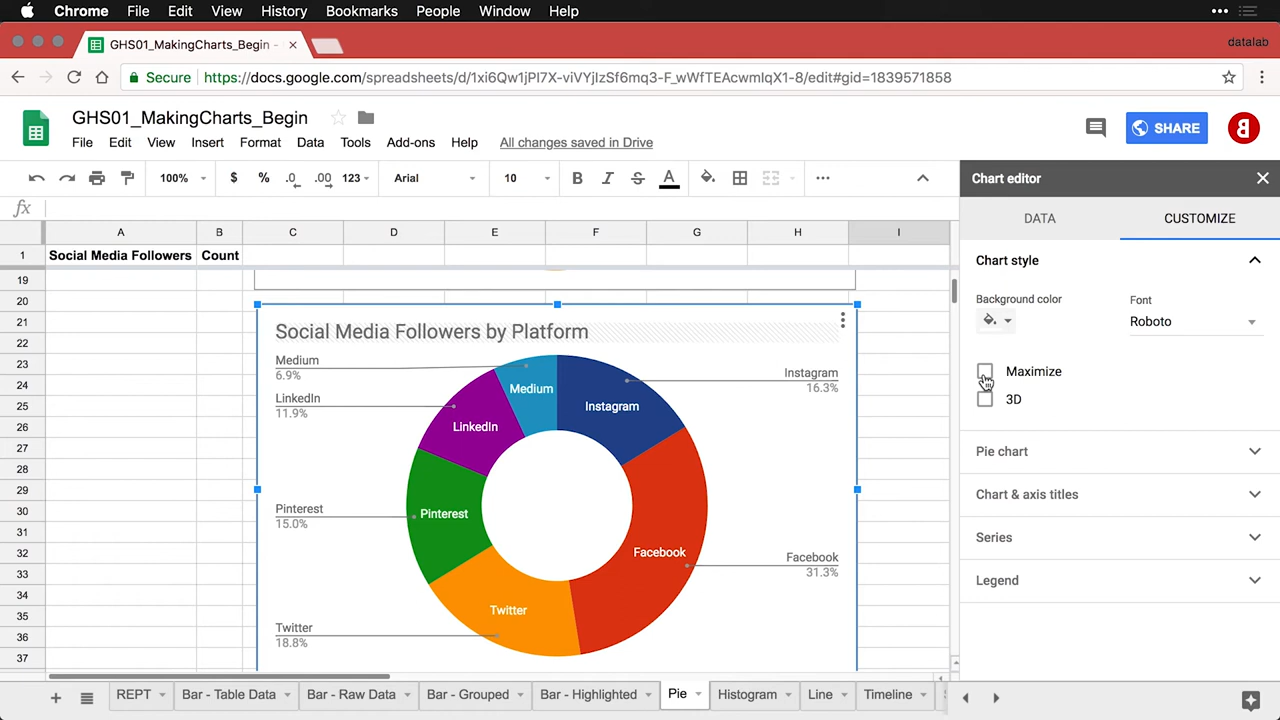 Chrome File Edit View History Bookmarks People Window Help
GHS01_MakingCharts_Begin -
datalab
Secure https://docs.google.com/spreadsheets/d/1xi6Qw1jPI7X-viVYjIzSf6mq3-F_wWfTEAcwmIqX1-8/edit#gid=1839571858
GHS01_MakingCharts_Begin
SHARE
File Edit View Insert Format Data Tools Add-ons Help All changes saved in Drive
100% $ % .0 .00 123 Arial 10 B I S A
fx
Chart editor
DATA CUSTOMIZE
A B C D E F G H I
1 Social Media Followers Count
19
20
21
22
23
24
25
26
27
28
29
30
31
32
33
34
35
36
37
Social Media Followers by Platform
Medium
6.9%
LinkedIn
11.9%
Pinterest
15.0%
Twitter
18.8%
Instagram
16.3%
Facebook
31.3%
Medium
Instagram
LinkedIn
Pinterest
Facebook
Twitter
Chart style
Background color
Font
Roboto
Maximize
3D
Pie chart
Chart & axis titles
Series
Legend
REPT Bar - Table Data Bar - Raw Data Bar - Grouped Bar - Highlighted Pie Histogram Line Timeline